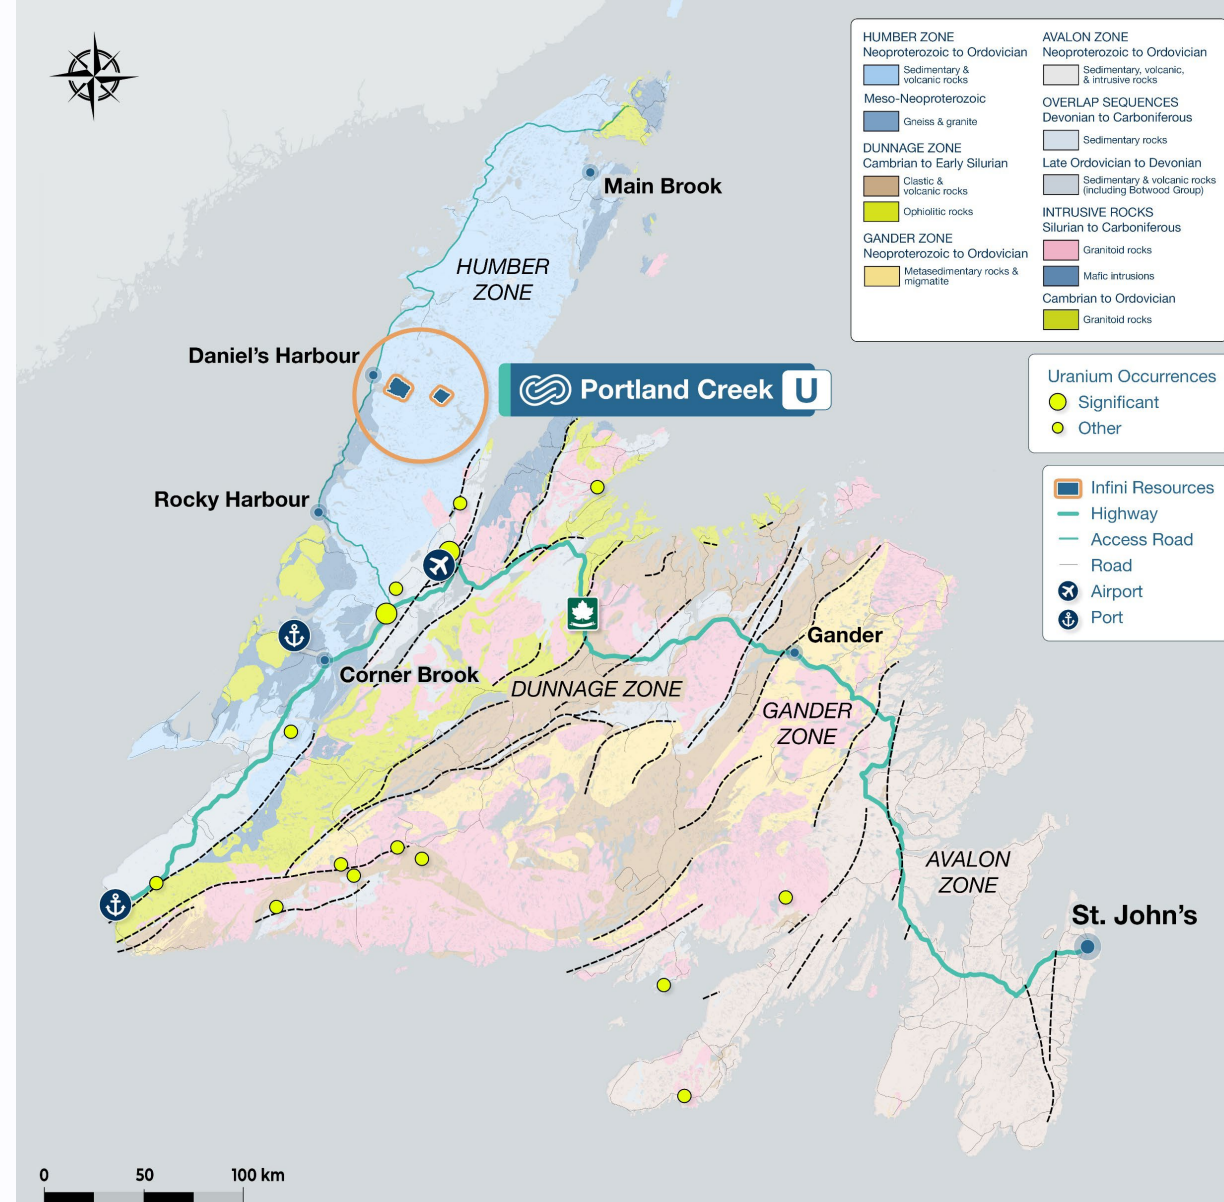 HUMBER ZONE
Neoproterozoic to Ordovician
Sedimentary &
volcanic rocks
Meso-Neoproterozoic
Gneiss & granite
DUNNAGE ZONE
Cambrian to Early Silurian
Clastic &
volcanic rocks
Ophiolitic rocks
GANDER ZONE
Neoproterozoic to Ordovician
Metasedimentary rocks &
migmatite
AVALON ZONE
Neoproterozoic to Ordovician
Sedimentary, volcanic,
& intrusive rocks
OVERLAP SEQUENCES
Devonian to Carboniferous
Sedimentary rocks
Late Ordovician to Devonian
Sedimentary & volcanic rocks
(including Botwood Group)
INTRUSIVE ROCKS
Silurian to Carboniferous
Granitoid rocks
Mafic intrusions
Cambrian to Ordovician
Granitoid rocks
Uranium Occurrences
Significant
Other
Infini Resources
Highway
Access Road
Road
Airport
Port
Main Brook
HUMBER
ZONE
Daniel's Harbour
Portland Creek U
Rocky Harbour
Gander
Corner Brook
DUNNAGE ZONE
GANDER
ZONE
AVALON
ZONE
St. John's
0 50 100 km